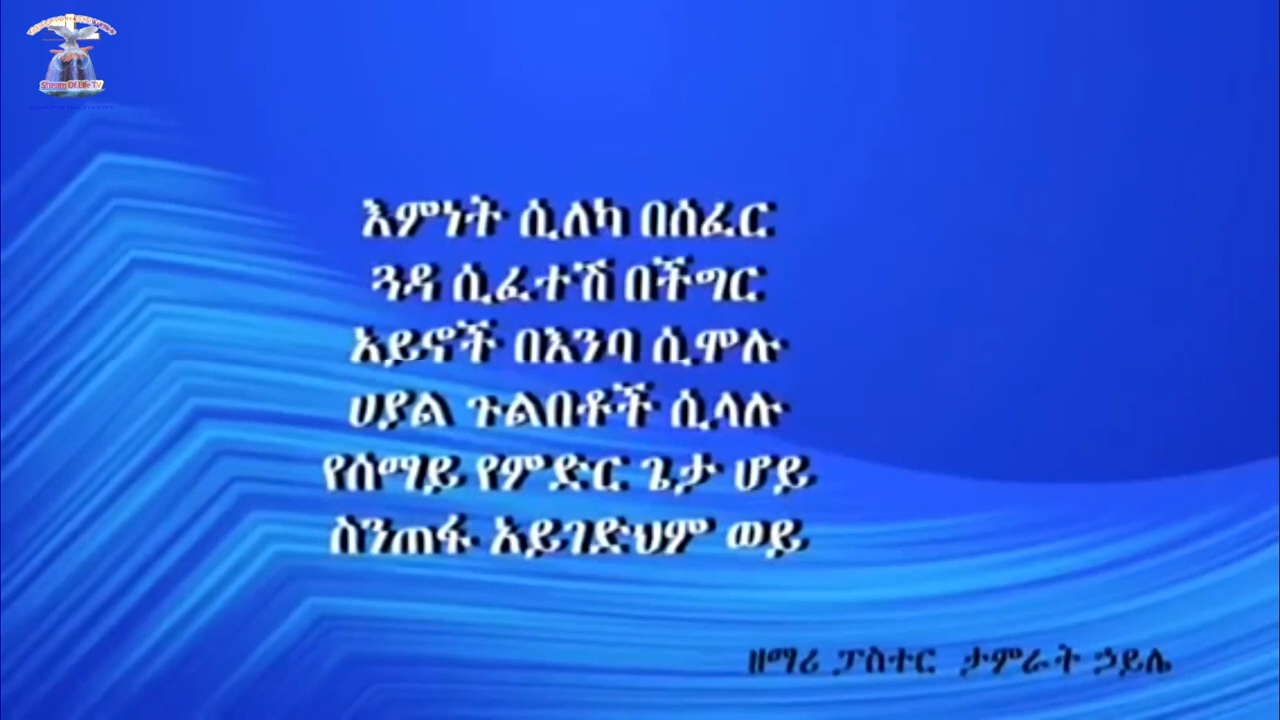 Stream Of Life TV
እምነት ሲለካ በሰፈር
ጓዳ ሲፈተሽ በችግር
አይኖች በእንባ ሲሞሉ
ሀያል ጉልበቶች ሲላሉ
የሰማይ የምድር ጌታ ሆይ
ስንጠፋ አይገድህም ወይ
ዘማሪ ፓስተር ታምራት ኃይሌ